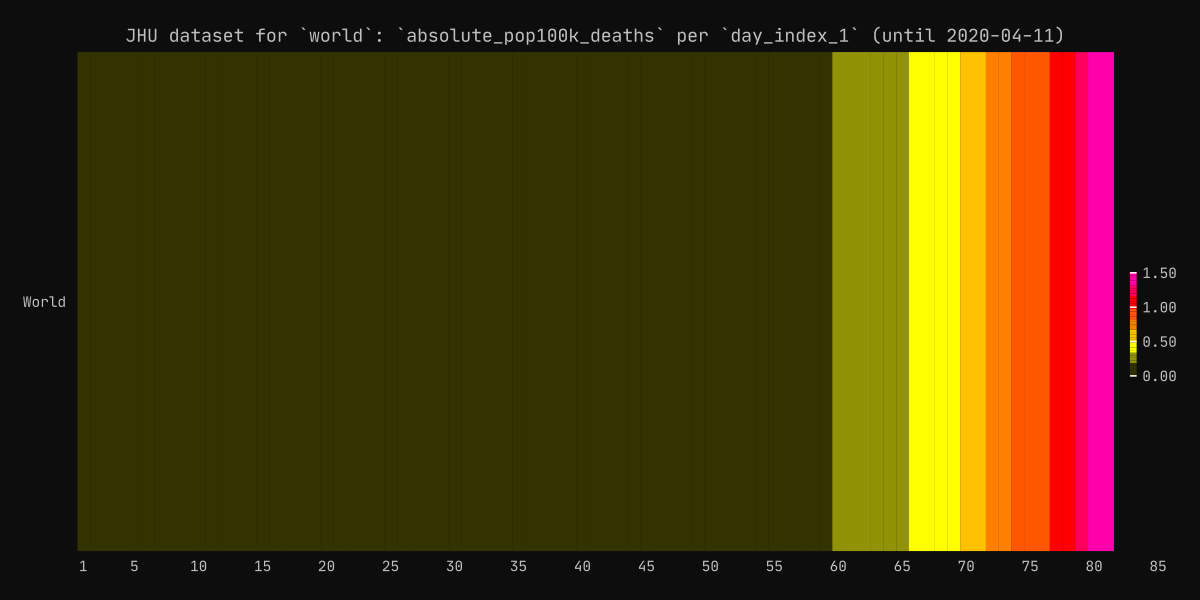 JHU dataset for `world`: `absolute_pop100k_deaths` per `day_index_1` (until 2020-04-11)
World
1.50
1.00
0.50
0.00
1 5 10 15 20 25 30 35 40 45 50 55 60 65 70 75 80 85